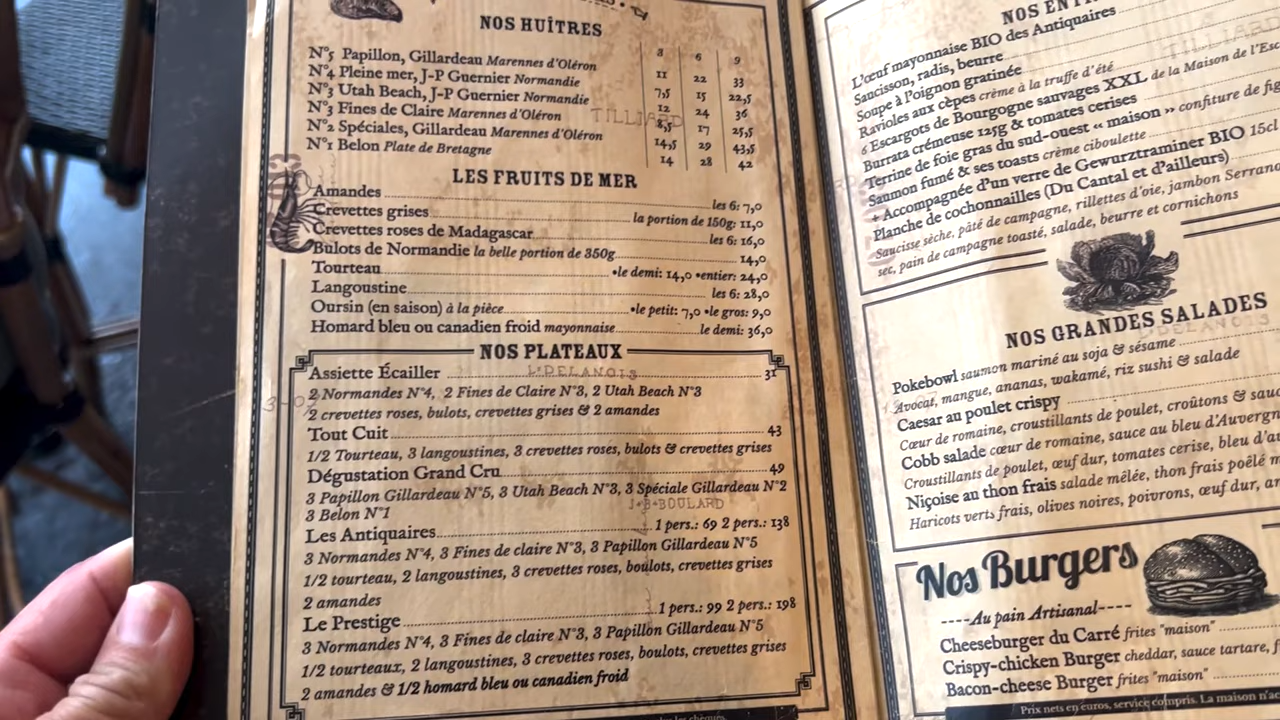 NOS HUÎTRES
3 6 9
N°5 Papillon, Gillardeau Marennes d'Oléron 11 22 33
N°4 Pleine mer, J-P Guernier Normandie 7,5 15 22,5
N°3 Utah Beach, J-P Guernier Normandie 12 24 36
N°3 Fines de Claire Marennes d'Oléron 8,5 17 25,5
N°2 Spéciales, Gillardeau Marennes d'Oléron 14,5 29 43,5
N°1 Belon Plate de Bretagne 14 28 42
TILLIARD
LES FRUITS DE MER
Amandes les 6: 7,0
Crevettes grises la portion de 150g: 11,0
Crevettes roses de Madagascar les 6: 16,0
Bulots de Normandie la belle portion de 350g 14,0
Tourteau •le demi: 14,0 •entier: 24,0
Langoustine les 6: 28,0
Oursin (en saison) à la pièce •le petit: 7,0 •le gros: 9,0
Homard bleu ou canadien froid mayonnaise le demi: 36,0
NOS PLATEAUX
Assiette Écailler 31
L•DELANOIS
2 Normandes N°4, 2 Fines de Claire N°3, 2 Utah Beach N°3
2 crevettes roses, bulots, crevettes grises & 2 amandes
Tout Cuit 43
1/2 Tourteau, 3 langoustines, 3 crevettes roses, bulots & crevettes grises
Dégustation Grand Cru 49
3 Papillon Gillardeau N°5, 3 Utah Beach N°3, 3 Spéciale Gillardeau N°2
3 Belon N°1
J•B•BOULARD
Les Antiquaires 1 pers.: 69 2 pers.: 138
3 Normandes N°4, 3 Fines de claire N°3, 3 Papillon Gillardeau N°5
1/2 tourteau, 2 langoustines, 3 crevettes roses, boulots, crevettes grises
2 amandes
Le Prestige 1 pers.: 99 2 pers.: 198
3 Normandes N°4, 3 Fines de claire N°3, 3 Papillon Gillardeau N°5
1/2 tourteaux, 2 langoustines, 3 crevettes roses, boulots, crevettes grises
2 amandes & 1/2 homard bleu ou canadien froid
les chèques.
NOS
L'œuf mayonnaise BIO des Antiquaires
Saucisson, radis, beurre
Soupe à l'oignon gratinée
Ravioles aux cèpes crème à la truffe d'été
6 Escargots de Bourgogne sauvages XXL de la Maison de
Burrata crémeuse 125g & tomates cerises
Terrine de foie gras du sud-ouest « maison » confiture de
Saumon fumé & ses toasts crème ciboulette
+ Accompagnée d'un verre de Gewurztraminer BIO 15cl
Planche de cochonnailles (Du Cantal et d'ailleurs)
Saucisse sèche, pâté de campagne, rillettes d'oie, jambon
sec, pain de campagne toasté, salade, beurre et cornichons
NOS GRANDES SALADES
Pokebowl saumon mariné au soja & sésame
Avocat, mangue, ananas, wakamé, riz sushi & salade
Caesar au poulet crispy
Cœur de romaine, croustillants de poulet, croûtons &
Cobb salade cœur de romaine, sauce au bleu
Croustillants de poulet, œuf dur, tomates cerise, bleu
Niçoise au thon frais salade mêlée, thon frais poêlé
Haricots verts frais, olives noires, poivrons, œuf dur,
Nos Burgers
----Au pain Artisanal----
Cheeseburger du Carré frites "maison"
Crispy-chicken Burger cheddar, sauce tartare,
Bacon-cheese Burger frites "maison"
Prix nets en euros, service compris. La maison